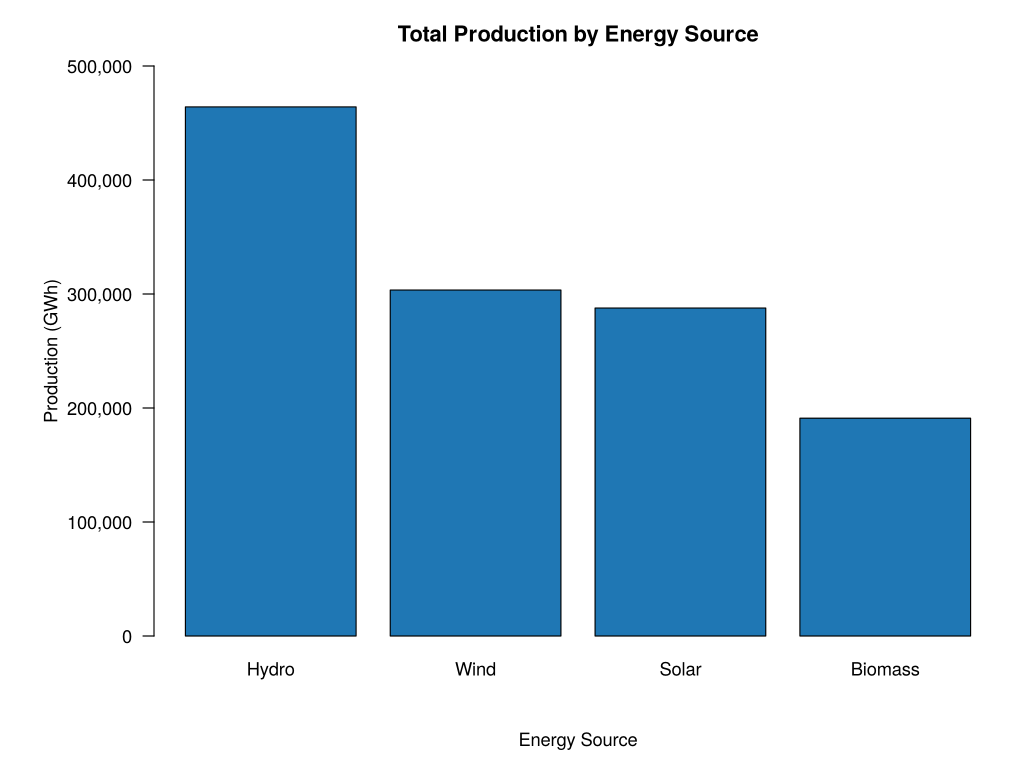 Total Production by Energy Source
500,000
400,000
300,000
200,000
100,000
0
Production (GWh)
Hydro Wind Solar Biomass
Energy Source